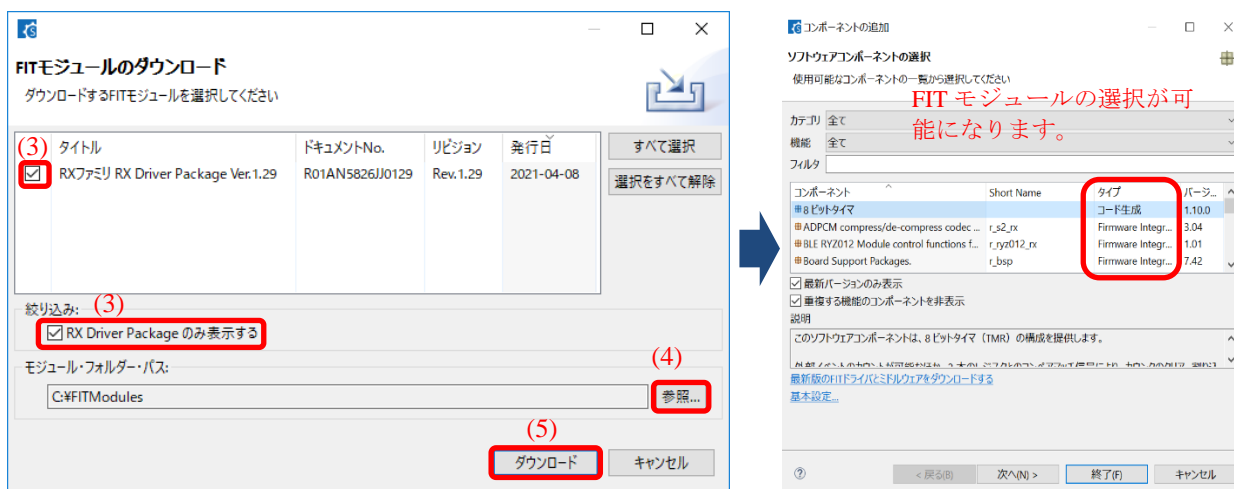 FITモジュールのダウンロード
ダウンロードするFITモジュールを選択してください
(3)
タイトル
ドキュメントNo.
リビジョン
発行日
RXファミリ RX Driver Package Ver.1.29
R01AN5826JJ0129
Rev.1.29
2021-04-08
すべて選択
選択をすべて解除
絞り込み:
(3)
RX Driver Package のみ表示する
モジュール・フォルダー・パス:
(4)
C:¥FITModules
参照...
(5)
ダウンロード
キャンセル
コンポーネントの追加
ソフトウェアコンポーネントの選択
使用可能なコンポーネントの一覧から選択してください
FIT モジュールの選択が可
能になります。
カテゴリ 全て
機能 全て
フィルタ
コンポーネント Short Name タイプ バージ...
8 ビットタイマ コード生成 1.10.0
ADPCM compress/de-compress codec ... r_s2_rx Firmware Integr... 3.04
BLE RYZ012 Module control functions f... r_ryz012_rx Firmware Integr... 1.01
Board Support Packages. r_bsp Firmware Integr... 7.42
最新バージョンのみ表示
重複する機能のコンポーネントを非表示
説明
このソフトウェアコンポーネントは、8 ビットタイマ (TMR) の構成を提供します。
最新版のFITドライバとミドルウェアをダウンロードする
基本設定...
< 戻る(B)
次へ(N) >
終了(F)
キャンセル